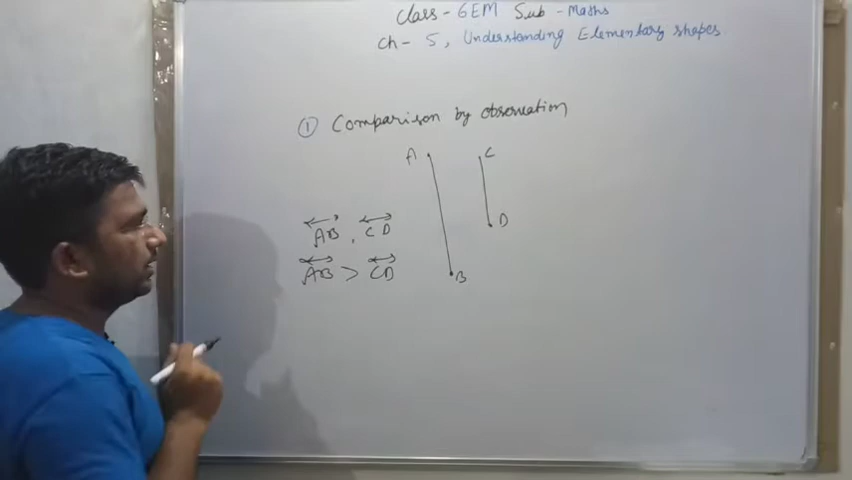 Class - 6EM Sub - Maths
Ch - 5, Understanding Elementary shapes
① Comparison by observation
A
C
AB, CD
D
AB > CD
B